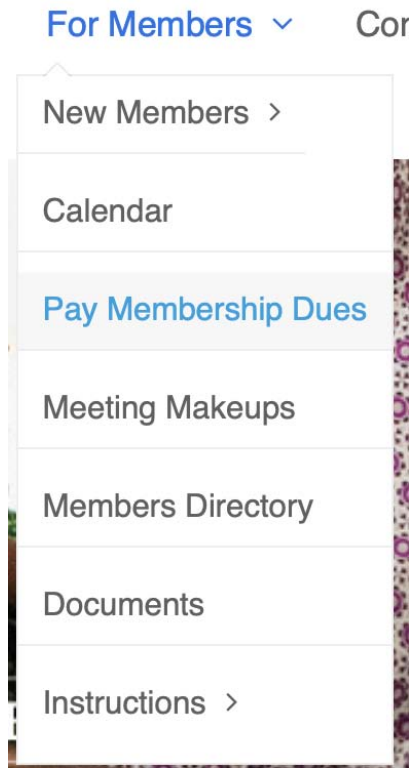 For Members
New Members
Calendar
Pay Membership Dues
Meeting Makeups
Members Directory
Documents
Instructions